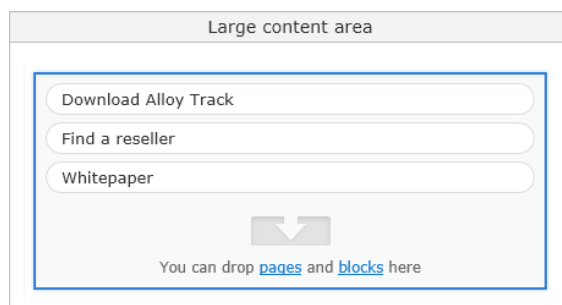 Large content area
Download Alloy Track
Find a reseller
Whitepaper
You can drop pages and blocks here